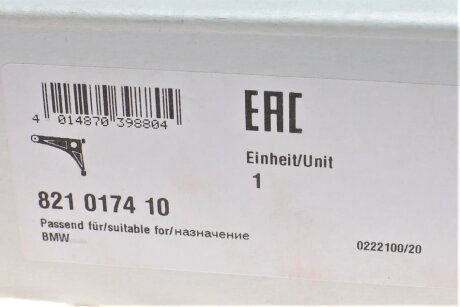 4 014870 398804
EAC
Einheit/Unit
1
821 0174 10
Passend für/suitable for/назначение
BMW
0222100/20